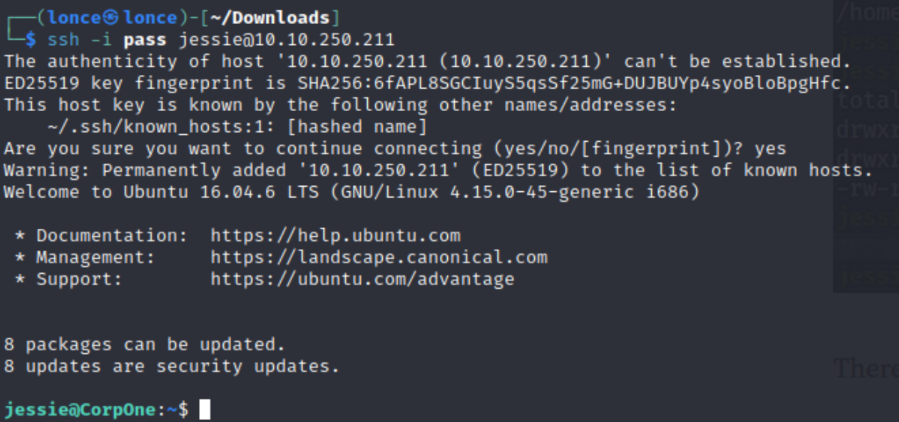 ┌──(lonce㉿lonce)-[~/Downloads]
└─$ ssh -i pass jessie@10.10.250.211
The authenticity of host '10.10.250.211 (10.10.250.211)' can't be established.
ED25519 key fingerprint is SHA256:6fAPL8SGCIuyS5qsSf25mG+DUJBUYp4syoBloBpgHfc.
This host key is known by the following other names/addresses:
    ~/.ssh/known_hosts:1: [hashed name]
Are you sure you want to continue connecting (yes/no/[fingerprint])? yes
Warning: Permanently added '10.10.250.211' (ED25519) to the list of known hosts.
Welcome to Ubuntu 16.04.6 LTS (GNU/Linux 4.15.0-45-generic i686)
 * Documentation:  https://help.ubuntu.com
 * Management:     https://landscape.canonical.com
 * Support:        https://ubuntu.com/advantage
8 packages can be updated.
8 updates are security updates.
jessie@CorpOne:~$
/home
jessi
jessi
total
drwxr
drwxr
-rw-r
jessi
jessi
There